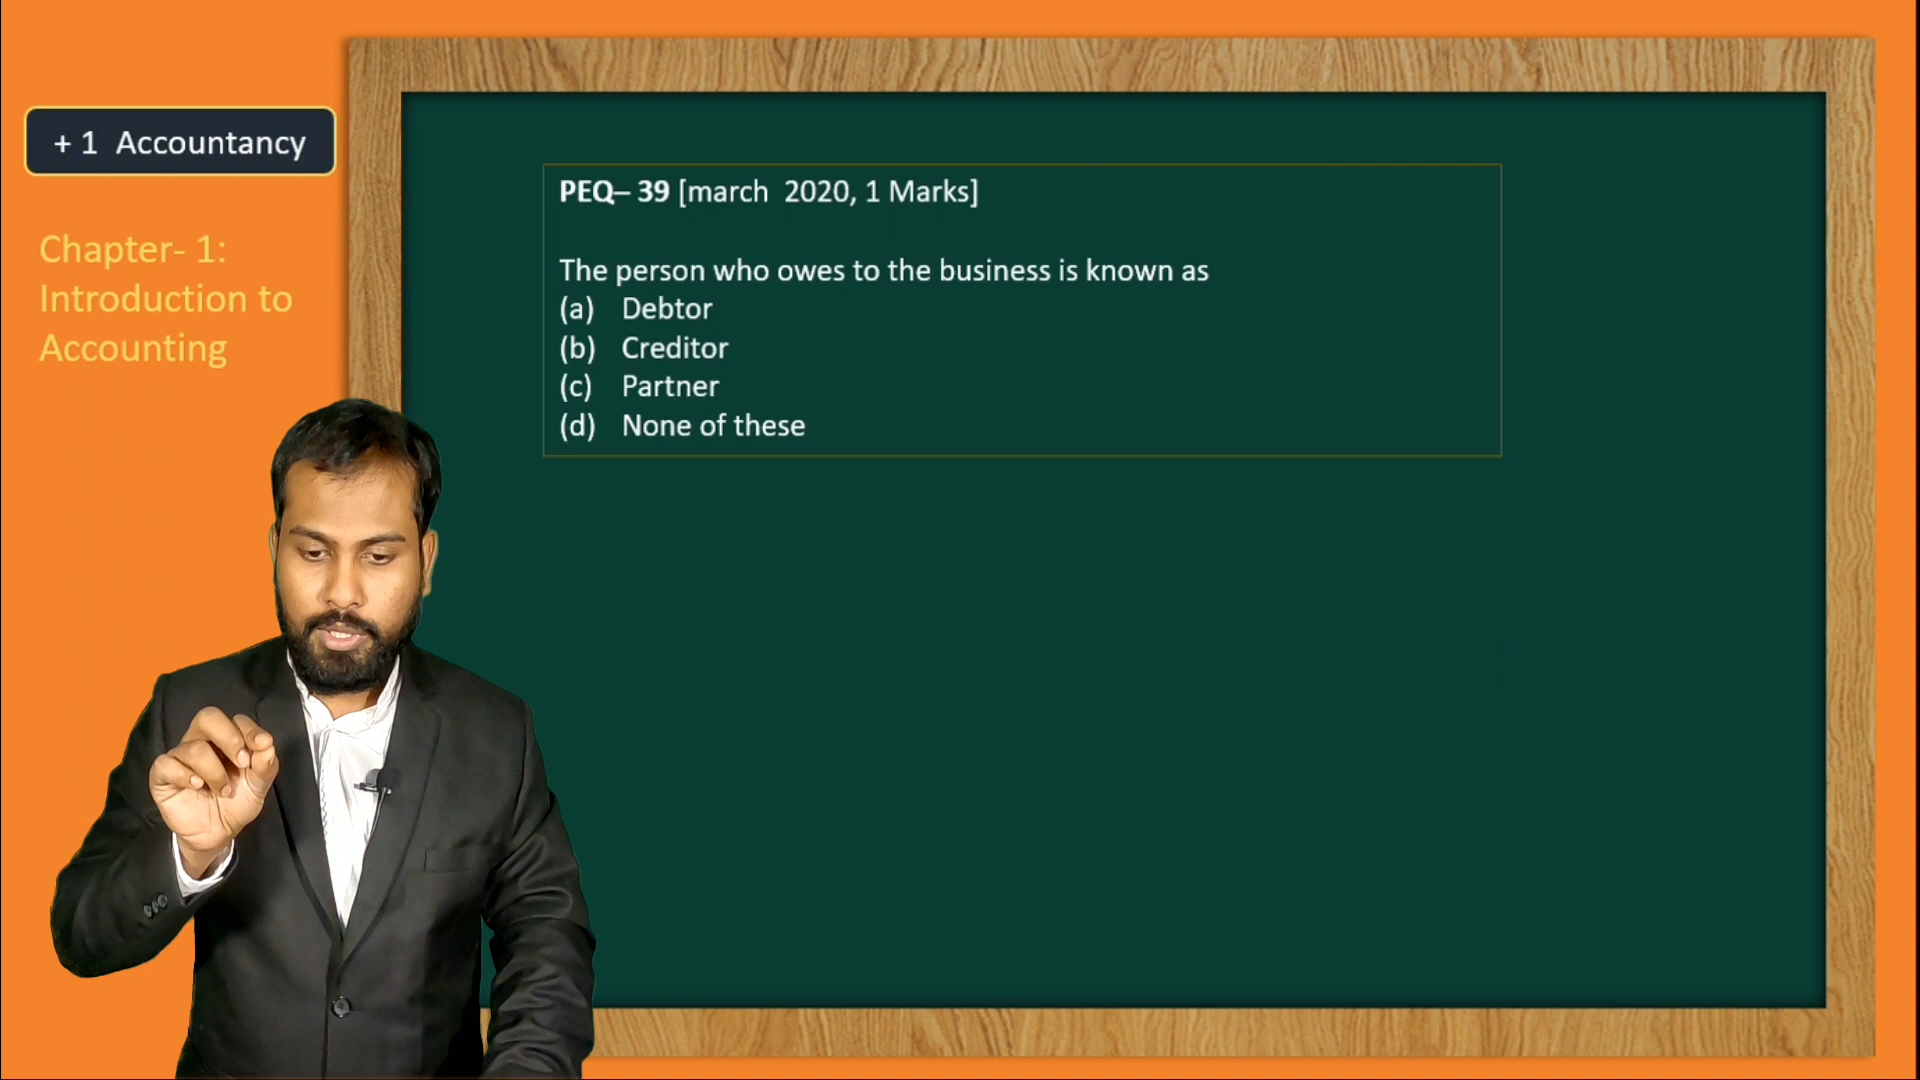 + 1 Accountancy
Chapter- 1:
Introduction to
Accounting
PEQ– 39 [march 2020, 1 Marks]
The person who owes to the business is known as
(a) Debtor
(b) Creditor
(c) Partner
(d) None of these